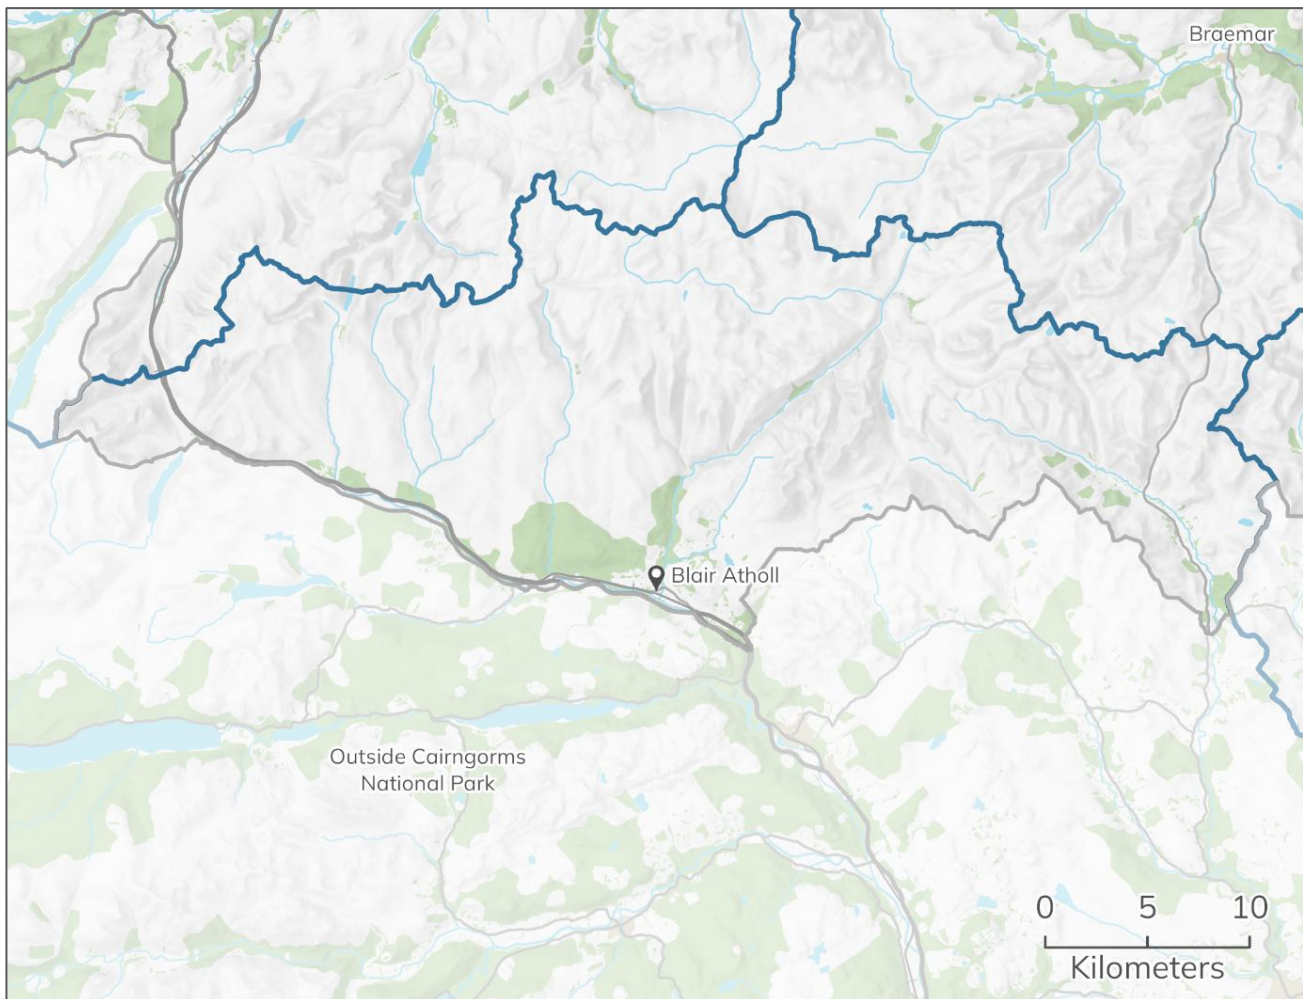 Braemar
Blair Atholl
Outside Cairngorms
National Park
0 5 10
Kilometers